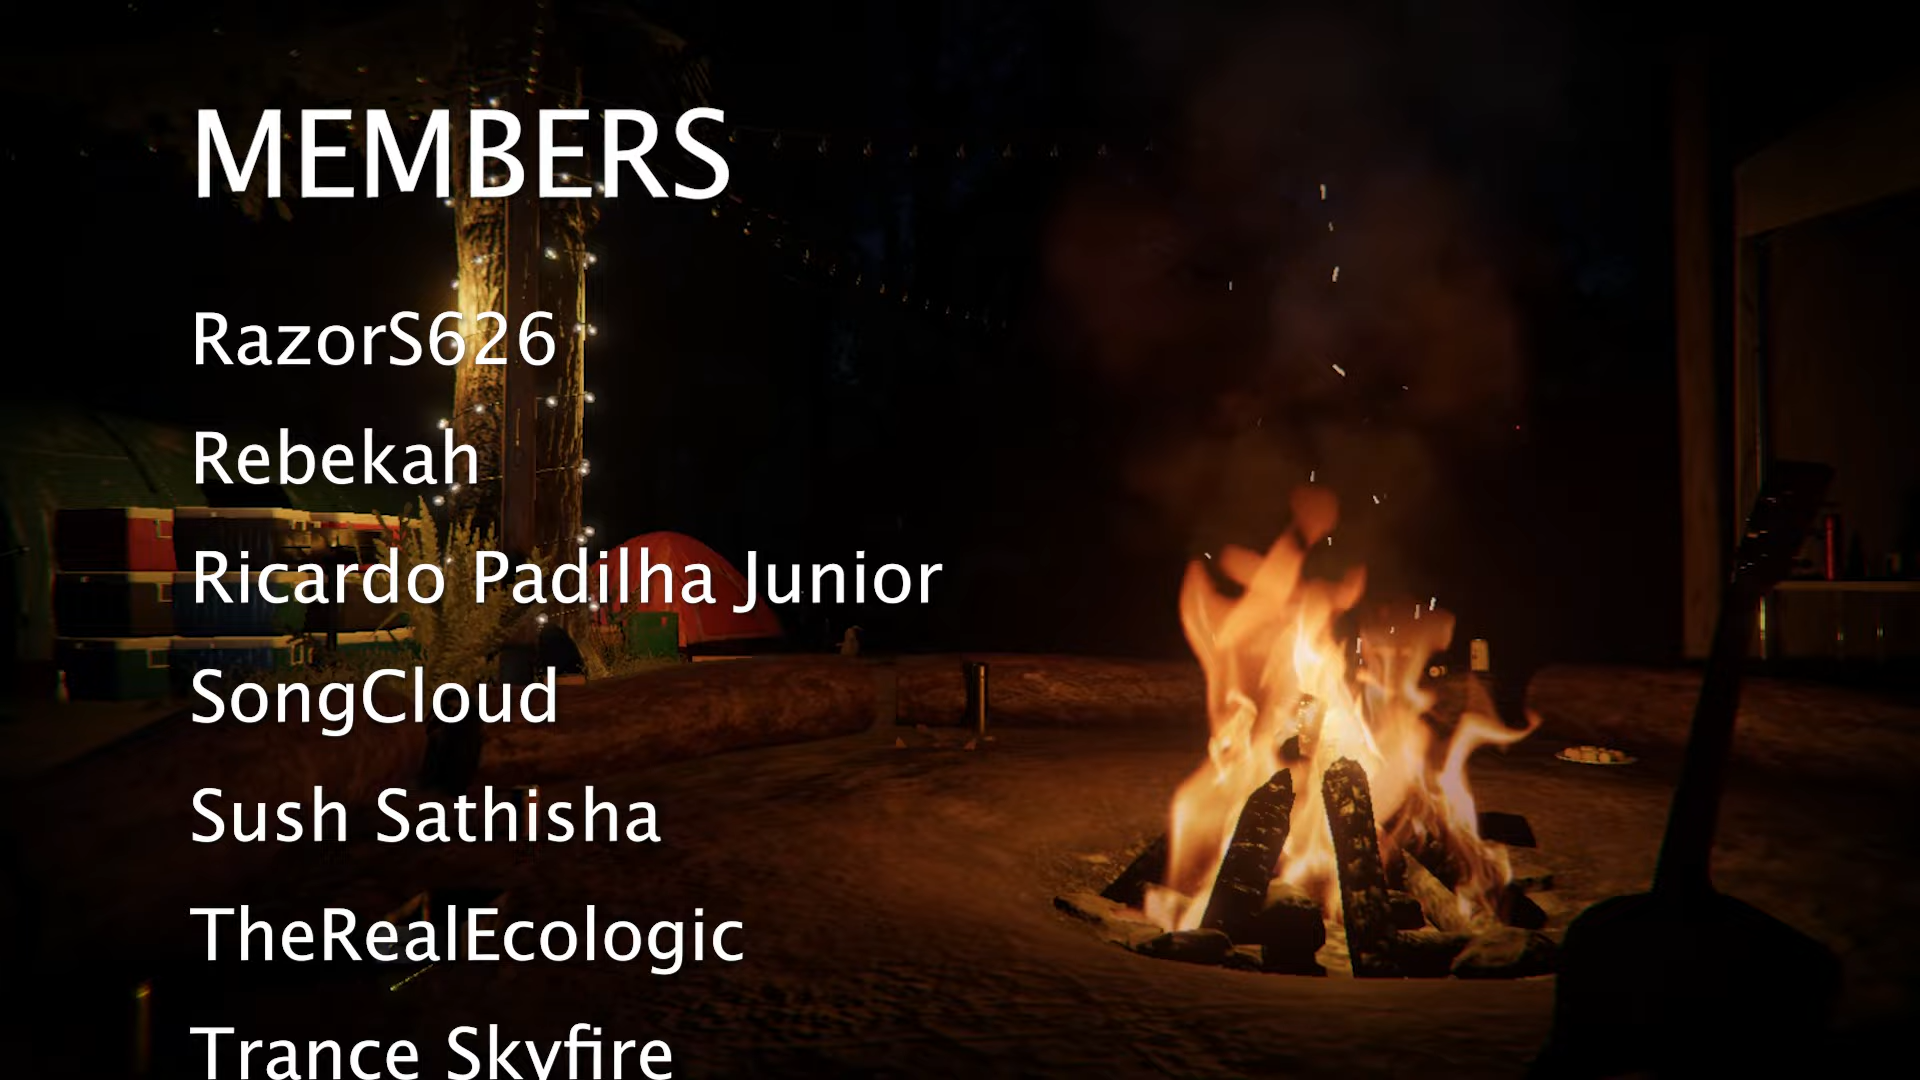 MEMBERS
RazorS626
Rebekah
Ricardo Padilha Junior
SongCloud
Sush Sathisha
TheRealEcologic
Trance Skyfire